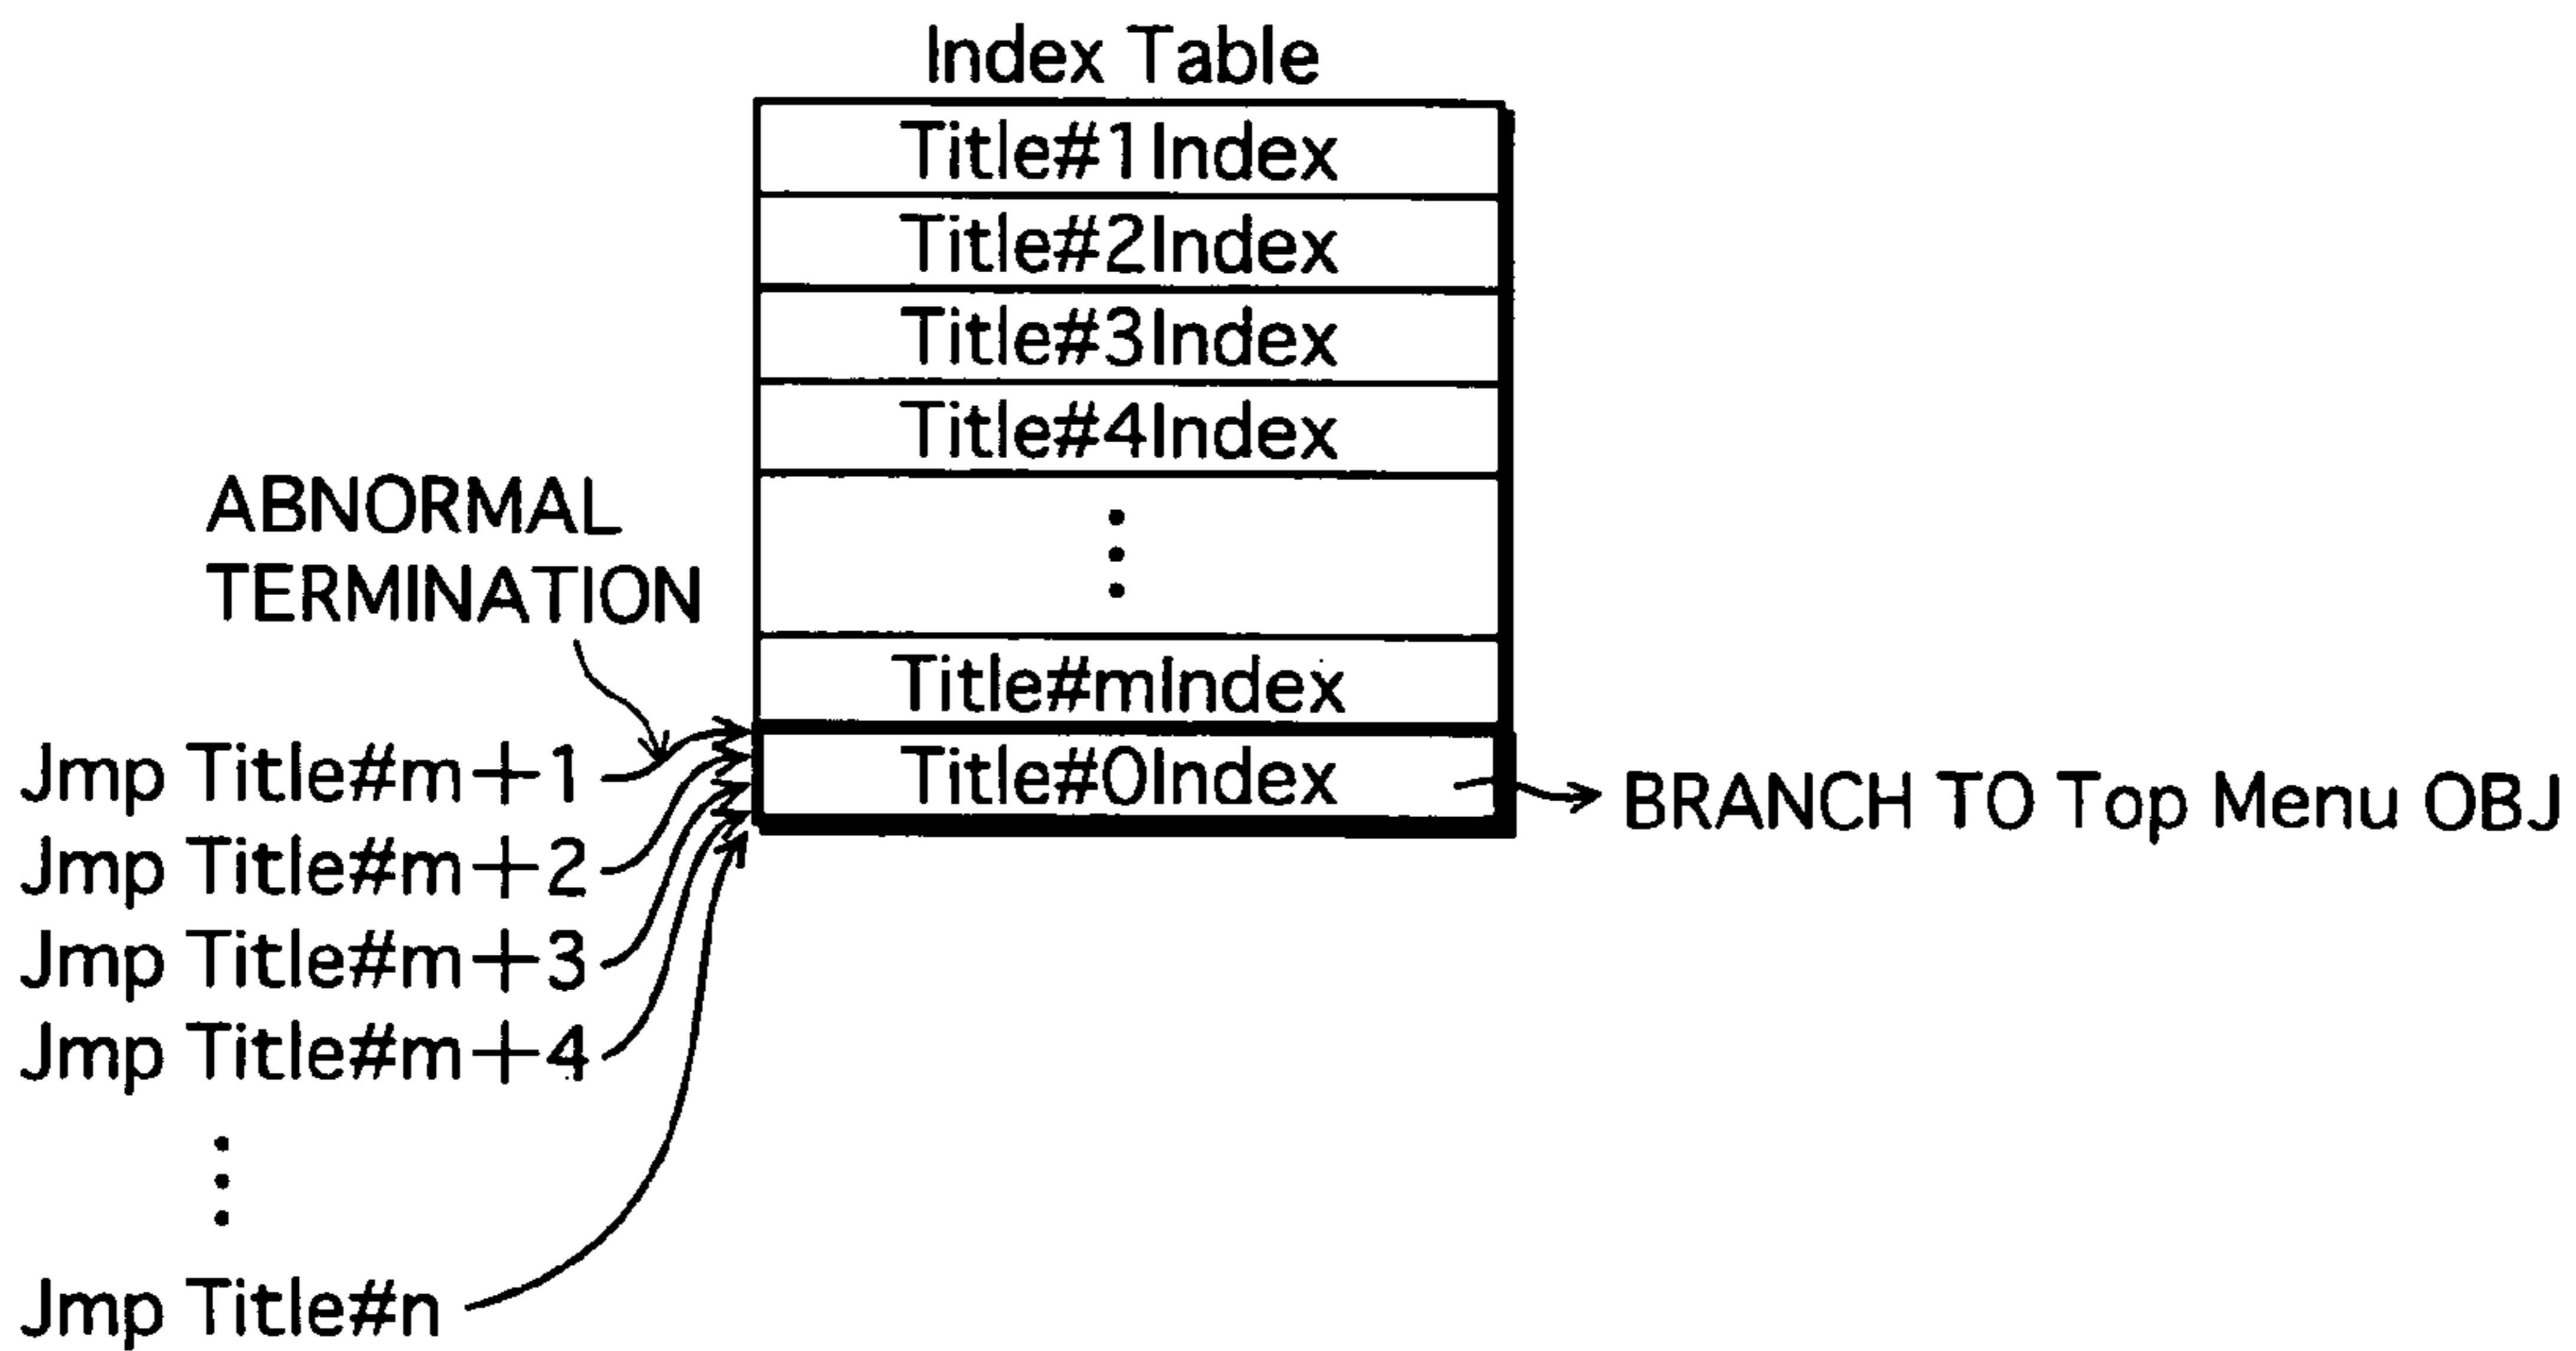 Index Table
Title#1Index
Title#2Index
Title#3Index
Title#4Index
⋮
Title#mIndex
Title#0Index
ABNORMAL
TERMINATION
Jmp Title#m+1
Jmp Title#m+2
Jmp Title#m+3
Jmp Title#m+4
⋮
Jmp Title#n
BRANCH TO Top Menu OBJ